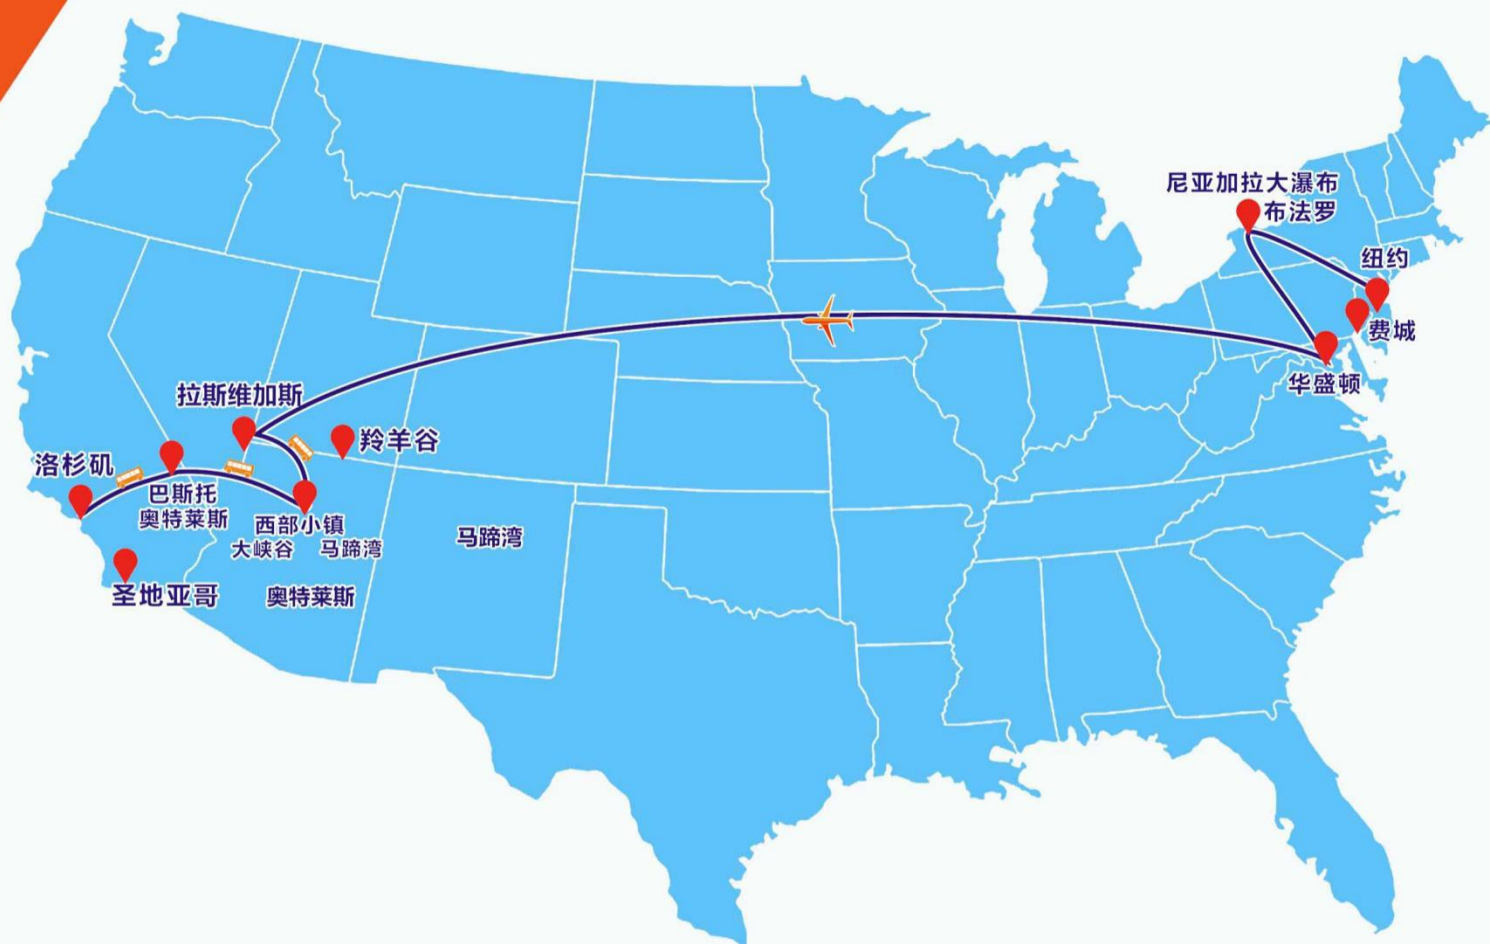 尼亚加拉大瀑布
布法罗
纽约
费城
华盛顿
拉斯维加斯
羚羊谷
洛杉矶
巴斯托
奥特莱斯
西部小镇
大峡谷
马蹄湾
马蹄湾
圣地亚哥
奥特莱斯